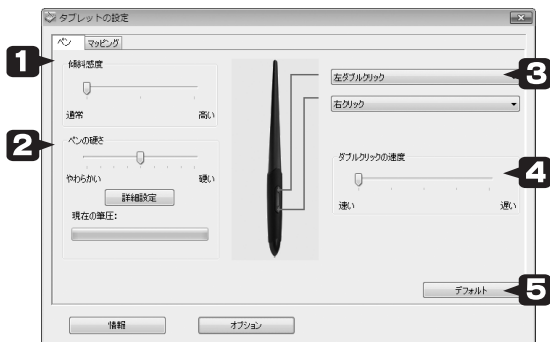 タブレットの設定
ペン マッピング
1
傾斜感度
通常 高い
2
ペンの硬さ
やわらかい 硬い
詳細設定
現在の筆圧:
3
左ダブルクリック
右クリック
4
ダブルクリックの速度
速い 遅い
5
デフォルト
情報 オプション